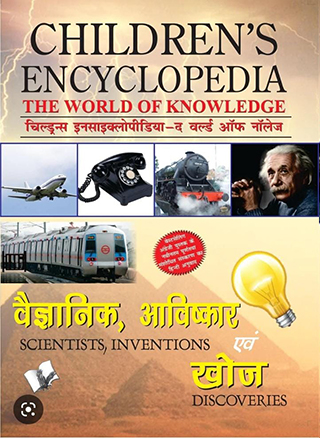 CHILDREN'S
ENCYCLOPEDIA
THE WORLD OF KNOWLEDGE
चिल्ड्रन्स इनसाइक्लोपीडिया-द वर्ल्ड ऑफ नॉलेज
वैज्ञानिक, आविष्कार
SCIENTISTS, INVENTIONS
एवं
खोज
DISCOVERIES